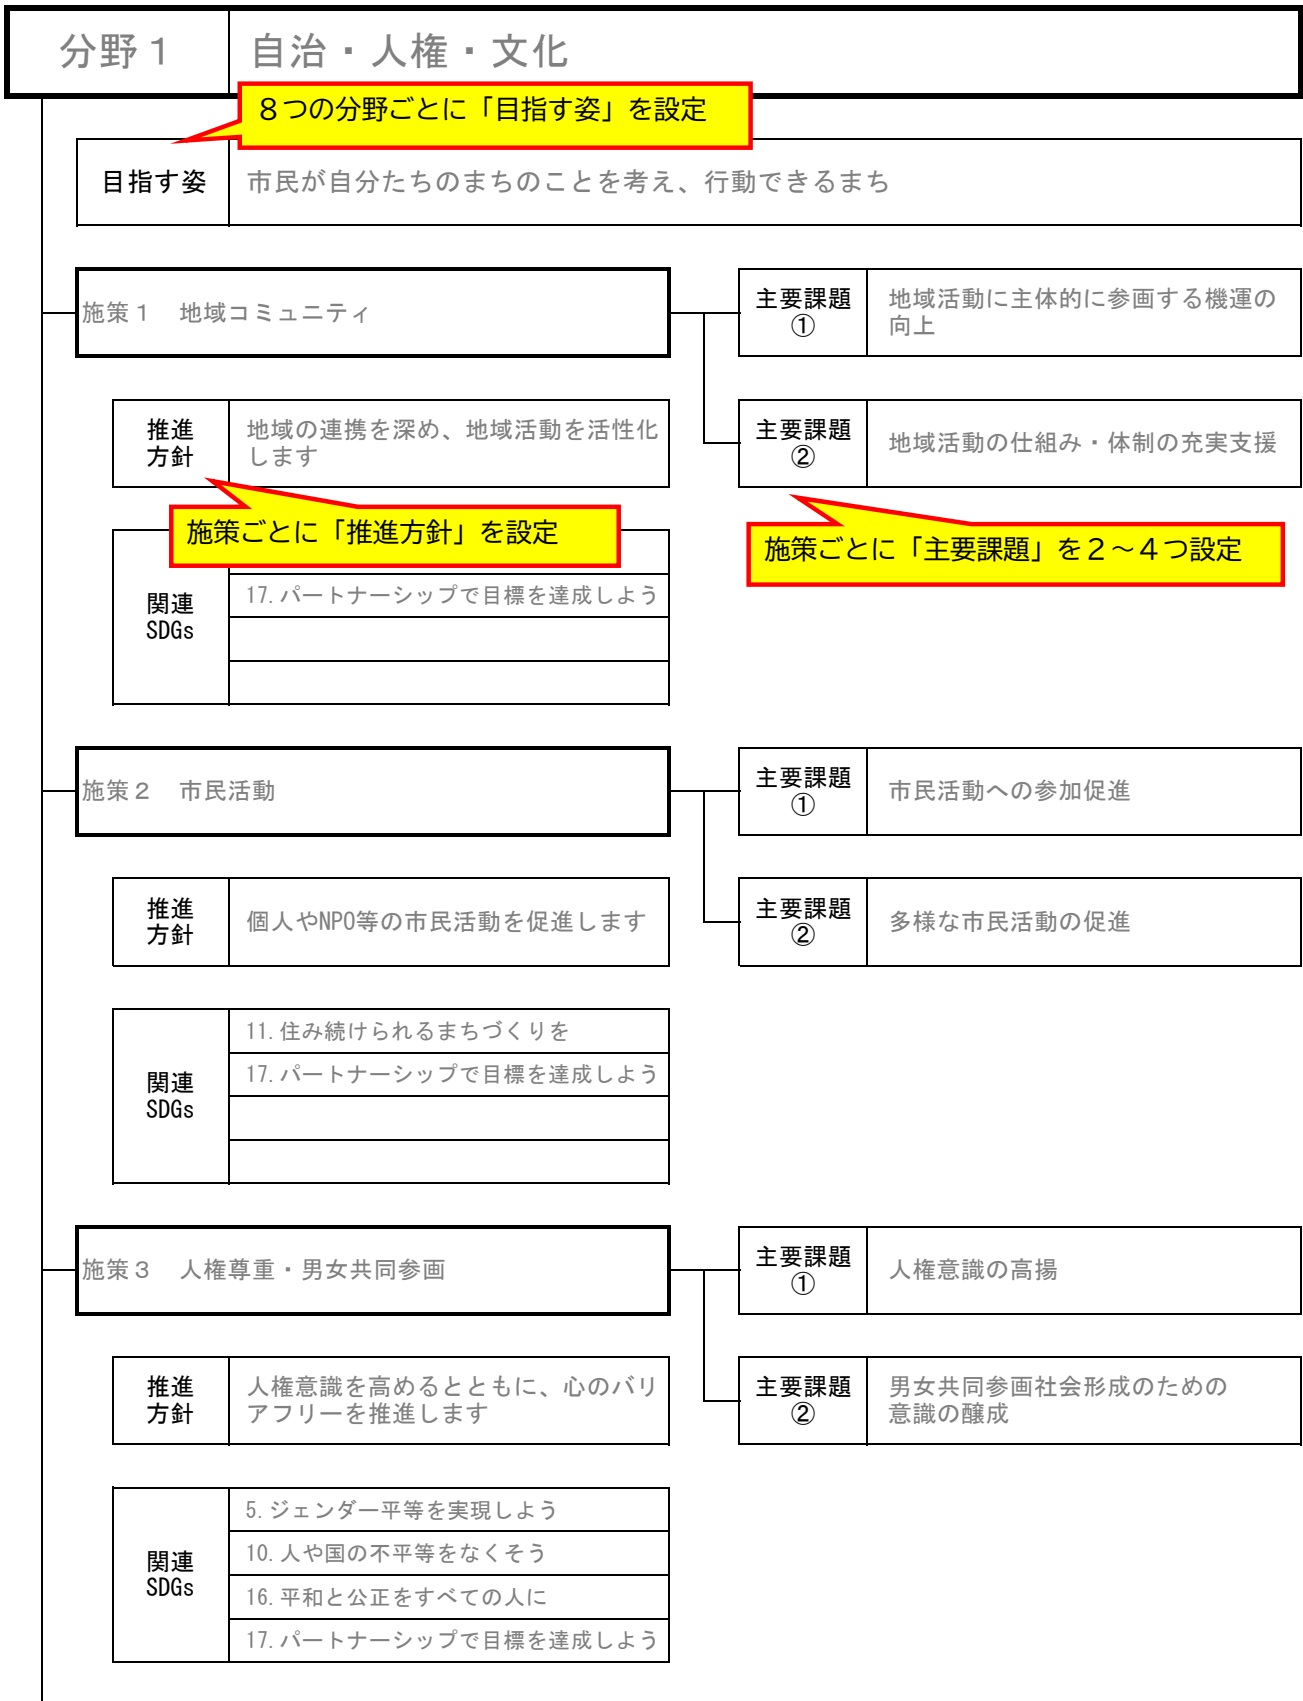 分野１
自治・人権・文化
８つの分野ごとに「目指す姿」を設定
目指す姿
市民が自分たちのまちのことを考え、行動できるまち
施策１　地域コミュニティ
主要課題
①
地域活動に主体的に参画する機運の
向上
推進
方針
地域の連携を深め、地域活動を活性化
します
主要課題
②
地域活動の仕組み・体制の充実支援
施策ごとに「推進方針」を設定
施策ごとに「主要課題」を２～４つ設定
関連
SDGs
17.パートナーシップで目標を達成しよう
施策２　市民活動
主要課題
①
市民活動への参加促進
推進
方針
個人やNPO等の市民活動を促進します
主要課題
②
多様な市民活動の促進
関連
SDGs
11.住み続けられるまちづくりを
17.パートナーシップで目標を達成しよう
施策３　人権尊重・男女共同参画
主要課題
①
人権意識の高揚
推進
方針
人権意識を高めるとともに、心のバリ
アフリーを推進します
主要課題
②
男女共同参画社会形成のための
意識の醸成
関連
SDGs
5.ジェンダー平等を実現しよう
10.人や国の不平等をなくそう
16.平和と公正をすべての人に
17.パートナーシップで目標を達成しよう